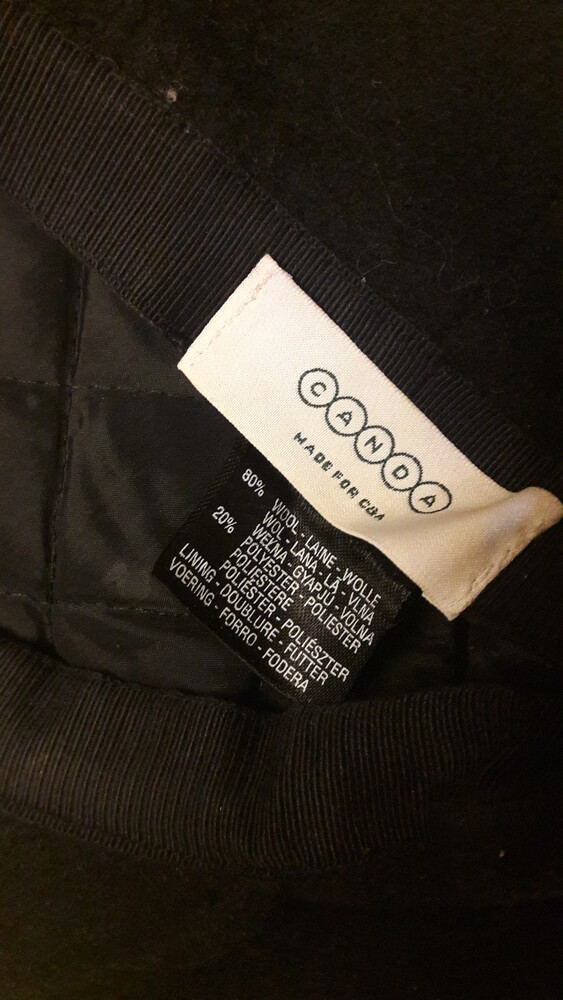 CANDA
MADE FOR C&A
80% WOOL - LAINE - WOLLE
WOL - LANA - LÃ - VLNA
WEŁNA - GYAPJÚ - VOLNA
20% POLYESTER - POLIESTER
POLIESTERE
POLIÉSTER - POLIÉSZTER
LINING - DOUBLURE - FUTTER
VOERING - FORRO - FODERA